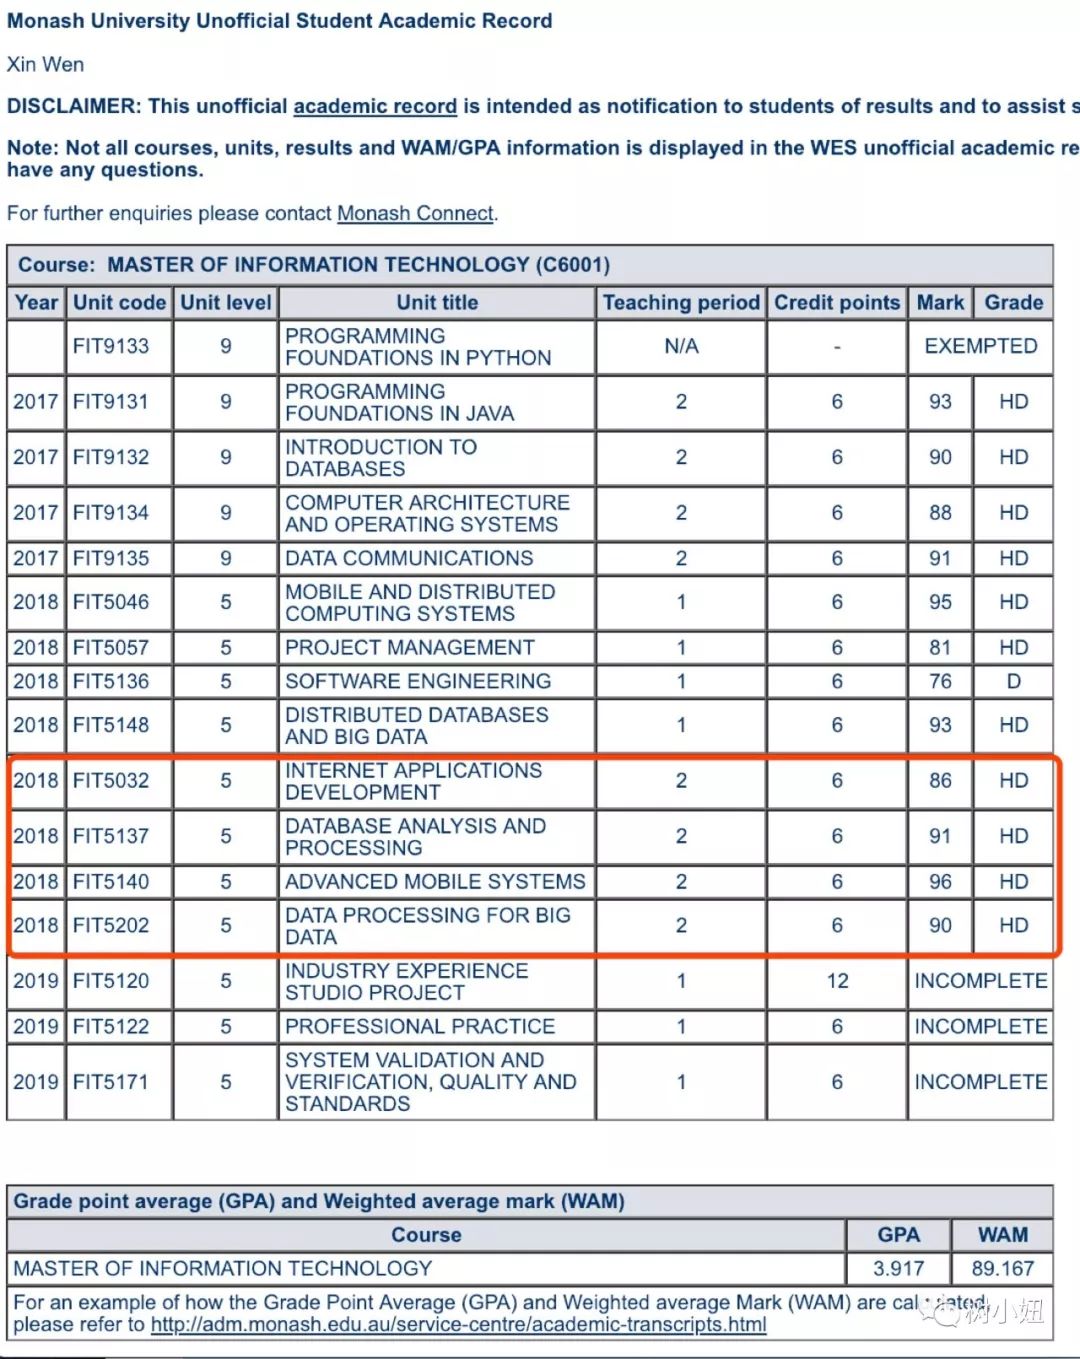 Monash University Unofficial Student Academic Record
Xin Wen
DISCLAIMER: This unofficial academic record is intended as notification to students of results and to assist s
Note: Not all courses, units, results and WAM/GPA information is displayed in the WES unofficial academic re
have any questions.
For further enquiries please contact Monash Connect.
Course: MASTER OF INFORMATION TECHNOLOGY (C6001)
Year Unit code Unit level Unit title Teaching period Credit points Mark Grade
FIT9133 9 PROGRAMMING
FOUNDATIONS IN PYTHON N/A - EXEMPTED
2017 FIT9131 9 PROGRAMMING
FOUNDATIONS IN JAVA 2 6 93 HD
2017 FIT9132 9 INTRODUCTION TO
DATABASES 2 6 90 HD
2017 FIT9134 9 COMPUTER ARCHITECTURE
AND OPERATING SYSTEMS 2 6 88 HD
2017 FIT9135 9 DATA COMMUNICATIONS 2 6 91 HD
2018 FIT5046 5 MOBILE AND DISTRIBUTED
COMPUTING SYSTEMS 1 6 95 HD
2018 FIT5057 5 PROJECT MANAGEMENT 1 6 81 HD
2018 FIT5136 5 SOFTWARE ENGINEERING 1 6 76 D
2018 FIT5148 5 DISTRIBUTED DATABASES
AND BIG DATA 1 6 93 HD
2018 FIT5032 5 INTERNET APPLICATIONS
DEVELOPMENT 2 6 86 HD
2018 FIT5137 5 DATABASE ANALYSIS AND
PROCESSING 2 6 91 HD
2018 FIT5140 5 ADVANCED MOBILE SYSTEMS 2 6 96 HD
2018 FIT5202 5 DATA PROCESSING FOR BIG
DATA 2 6 90 HD
2019 FIT5120 5 INDUSTRY EXPERIENCE
STUDIO PROJECT 1 12 INCOMPLETE
2019 FIT5122 5 PROFESSIONAL PRACTICE 1 6 INCOMPLETE
2019 FIT5171 5 SYSTEM VALIDATION AND
VERIFICATION, QUALITY AND
STANDARDS 1 6 INCOMPLETE
Grade point average (GPA) and Weighted average mark (WAM)
Course GPA WAM
MASTER OF INFORMATION TECHNOLOGY 3.917 89.167
For an example of how the Grade Point Average (GPA) and Weighted average Mark (WAM) are
please refer to http://adm.monash.edu.au/service-centre/academic-transcripts.html
树小妞